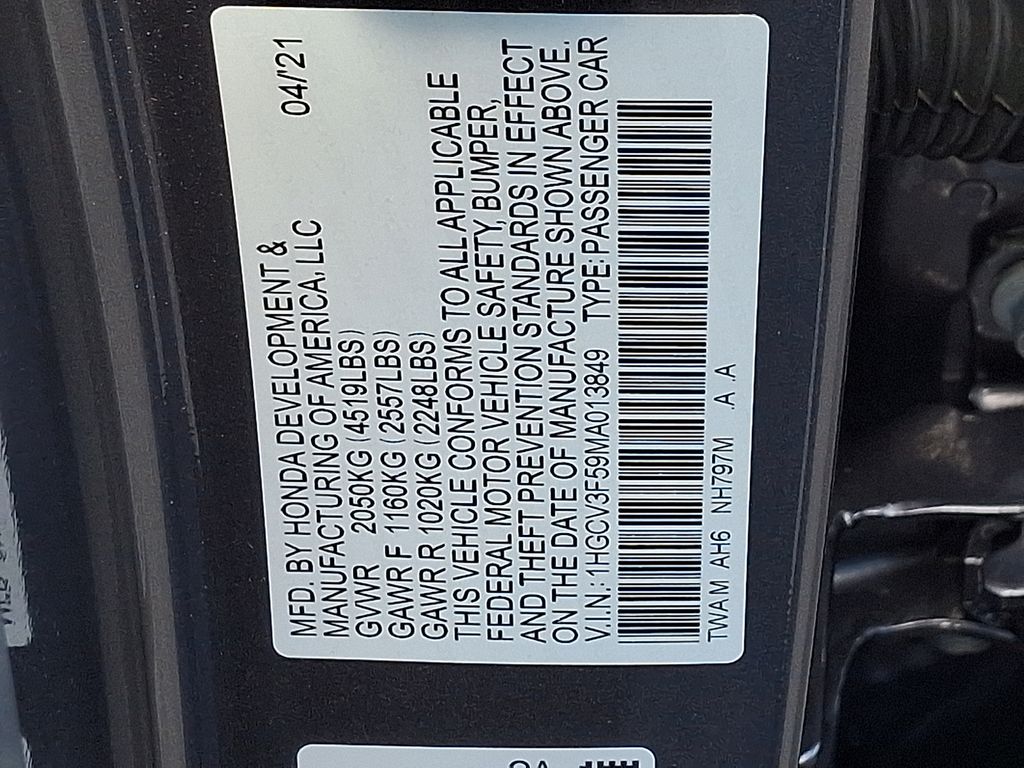 MFD. BY HONDA DEVELOPMENT &
MANUFACTURING OF AMERICA, LLC 04/'21
GVWR 2050KG (4519LBS)
GAWR F 1160KG (2557LBS)
GAWR R 1020KG (2248LBS)
THIS VEHICLE CONFORMS TO ALL APPLICABLE
FEDERAL MOTOR VEHICLE SAFETY, BUMPER,
AND THEFT PREVENTION STANDARDS IN EFFECT
ON THE DATE OF MANUFACTURE SHOWN ABOVE.
V.I.N.: 1HGCV3F59MA013849 TYPE: PASSENGER CAR
TWAM AH6 NH797M .A .A